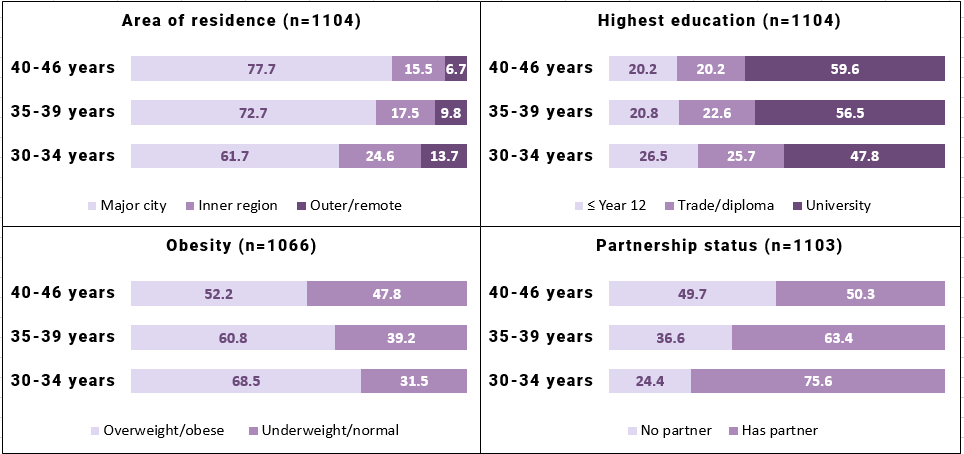 Area of residence (n=1104)
40-46 years 77.7 15.5 6.7
35-39 years 72.7 17.5 9.8
30-34 years 61.7 24.6 13.7
Major city Inner region Outer/remote
Highest education (n=1104)
40-46 years 20.2 20.2 59.6
35-39 years 20.8 22.6 56.5
30-34 years 26.5 25.7 47.8
≤ Year 12 Trade/diploma University
Obesity (n=1066)
40-46 years 52.2 47.8
35-39 years 60.8 39.2
30-34 years 68.5 31.5
Overweight/obese Underweight/normal
Partnership status (n=1103)
40-46 years 49.7 50.3
35-39 years 36.6 63.4
30-34 years 24.4 75.6
No partner Has partner